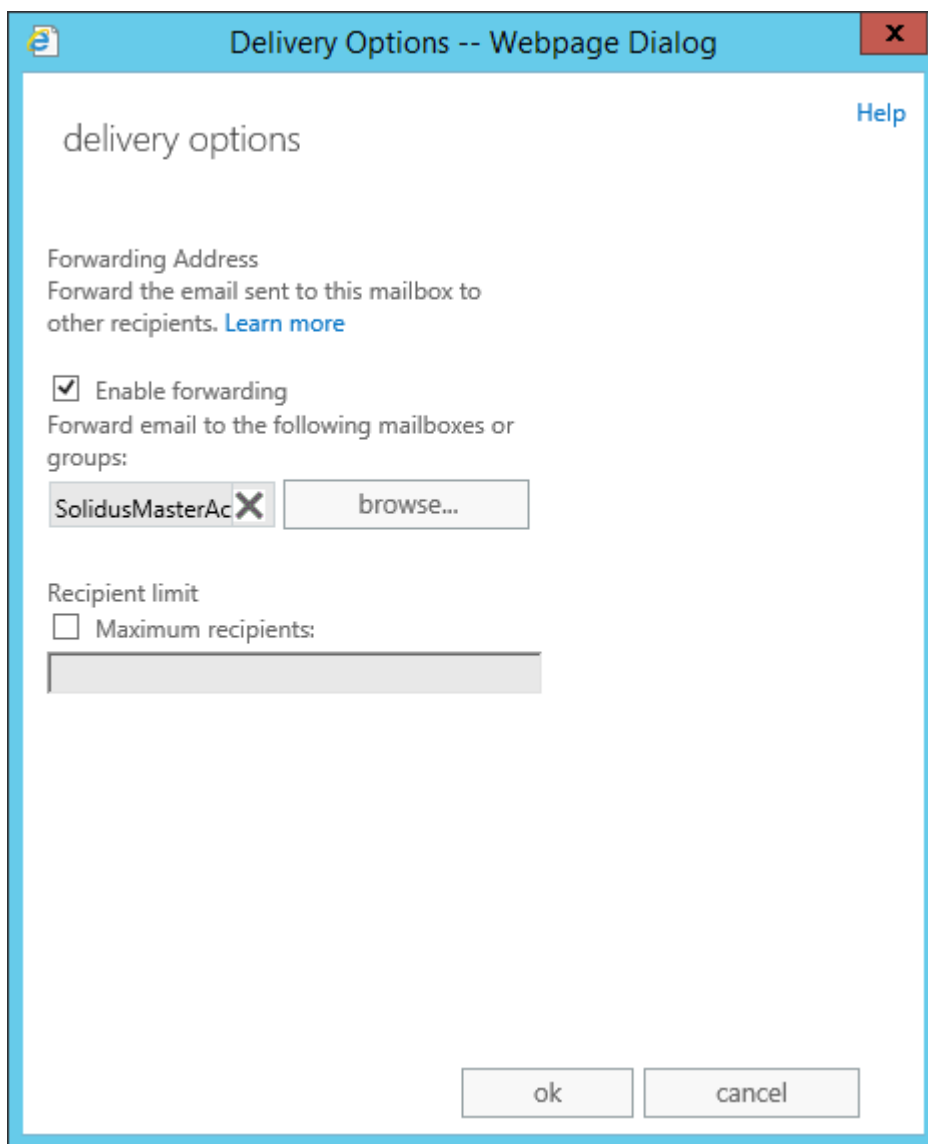 Delivery Options -- Webpage Dialog
x
Help
delivery options
Forwarding Address
Forward the email sent to this mailbox to
other recipients. Learn more
Enable forwarding
Forward email to the following mailboxes or
groups:
SolidusMasterAc
browse...
Recipient limit
Maximum recipients:
ok
cancel